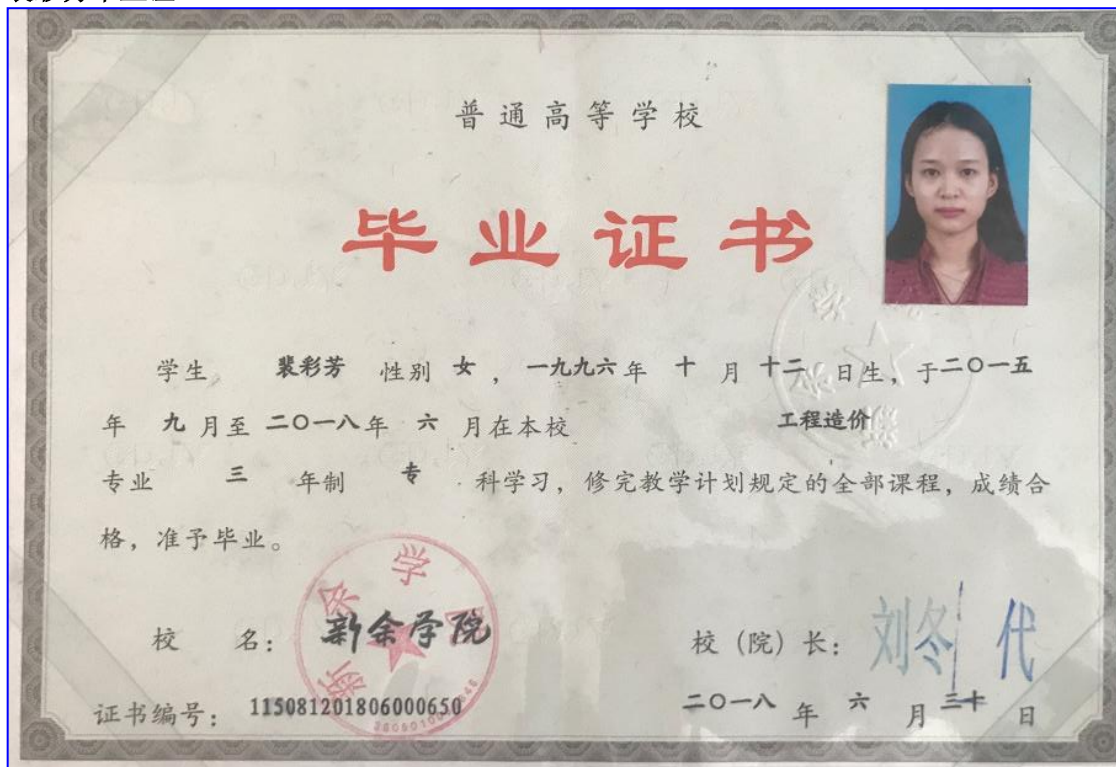 普通高等学校
毕业证书
学生 裴彩芳 性别 女 , 一九九六年 十 月 十二 日生, 于二〇一五
年 九 月至 二〇一八年 六 月在本校 工程造价
专业 三 年制 专 科学习, 修完教学计划规定的全部课程, 成绩合
格, 准予毕业。
校 名: 新余学院
校 (院) 长: 刘冬 代
证书编号: 115081201806000650
二〇一八 年 六 月 三十 日